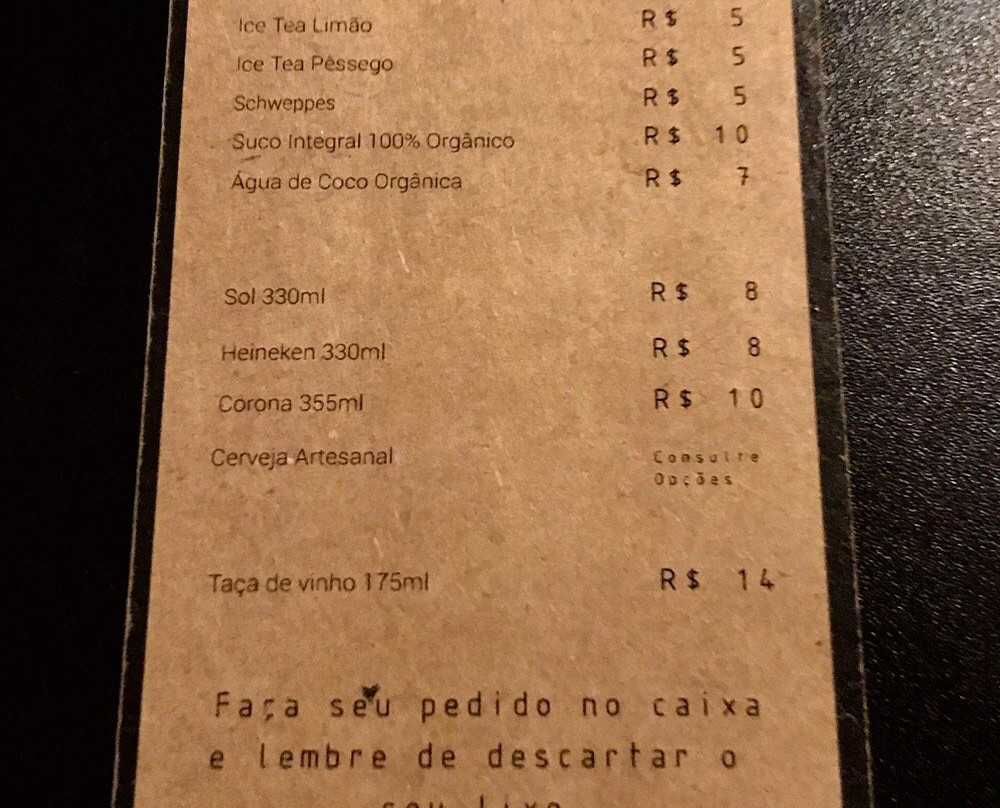 Ice Tea Limão R$ 5
Ice Tea Pêssego R$ 5
Schweppes R$ 5
Suco Integral 100% Orgânico R$ 10
Água de Coco Orgânica R$ 7
Sol 330ml R$ 8
Heineken 330ml R$ 8
Corona 355ml R$ 10
Cerveja Artesanal Consulte
Opções
Taça de vinho 175ml R$ 14
Faça seu pedido no caixa
e lembre de descartar o
seu lixo